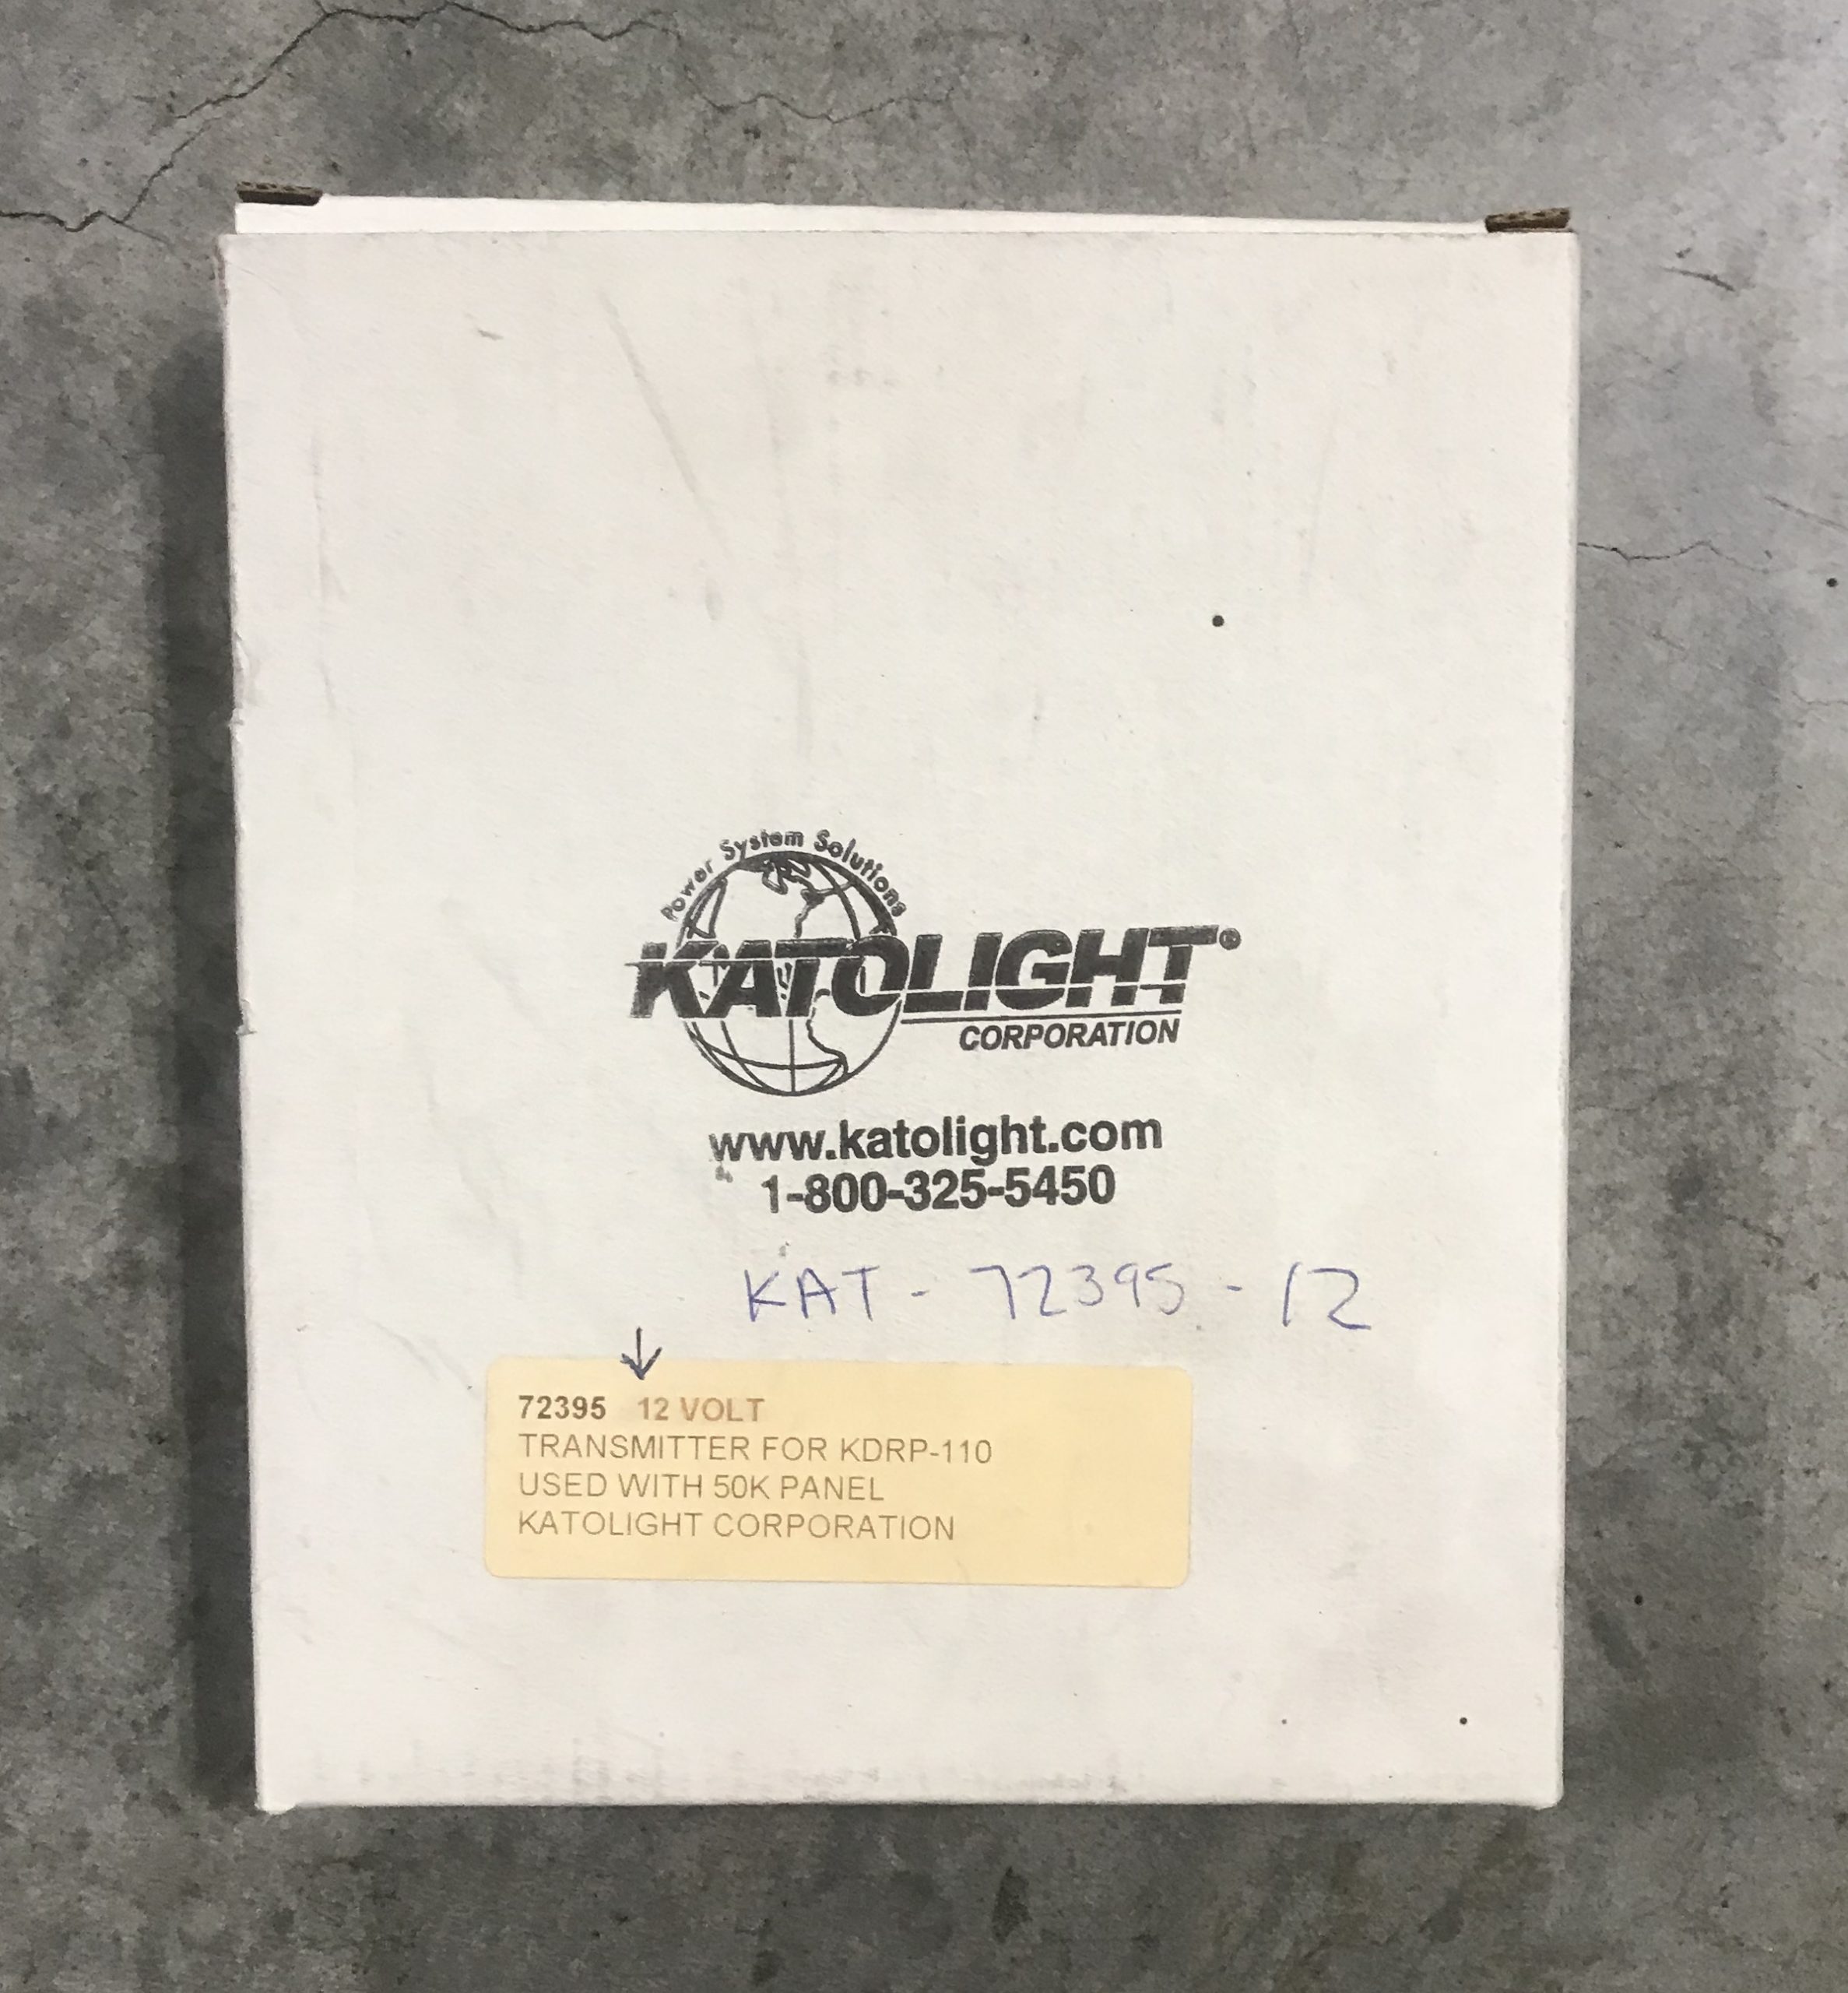 Power System Solutions
KATOLIGHT®
CORPORATION
www.katolight.com
1-800-325-5450
KAT - 72395 - 12
72395 12 VOLT
TRANSMITTER FOR KDRP-110
USED WITH 50K PANEL
KATOLIGHT CORPORATION